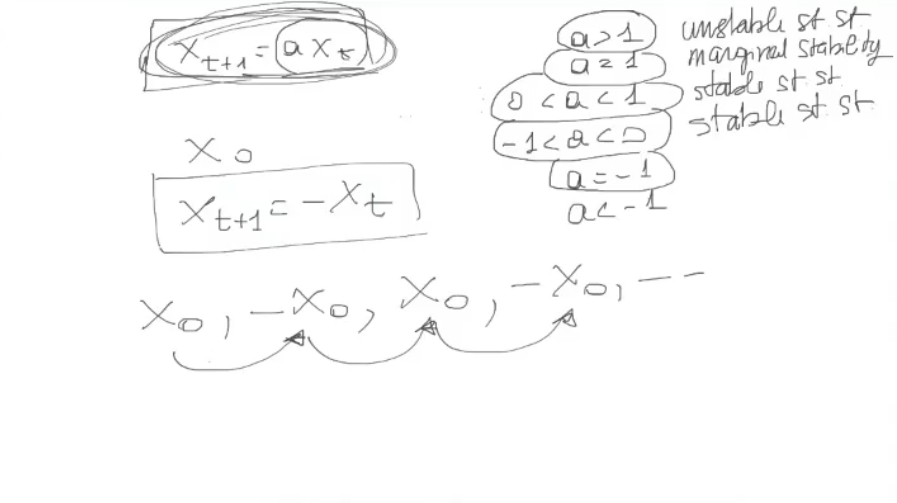 x_{t+1} = a x_t
a > 1 unstable st st
a = 1 marginal stability
0 < a < 1 stable st st
-1 < a < 0 stable st. st
a = -1
a < -1
x_0
x_{t+1} = -x_t
x_0, -x_0, x_0, -x_0, ---